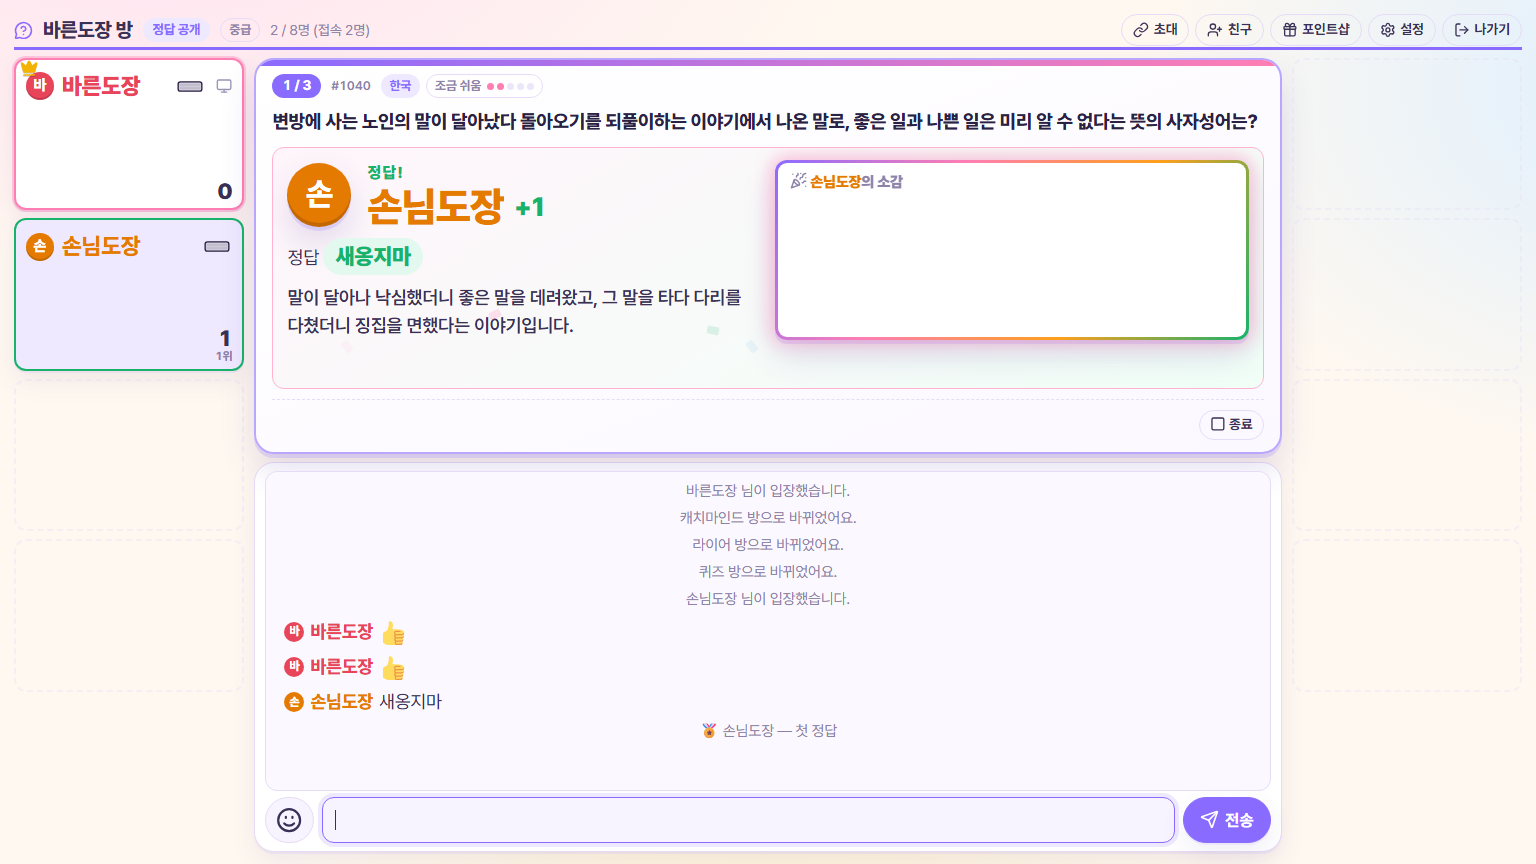 바른도장 방 정답 공개 중급 2 / 8명 (접속 2명) 초대 친구 포인트샵 설정 나가기
바 바른도장
0
손 손님도장
1
1위
1 / 3 #1040 한국 조금 쉬움
변방에 사는 노인의 말이 달아났다 돌아오기를 되풀이하는 이야기에서 나온 말로, 좋은 일과 나쁜 일은 미리 알 수 없다는 뜻의 사자성어는?
손
정답!
손님도장 +1
정답 새옹지마
말이 달아나 낙심했더니 좋은 말을 데려왔고, 그 말을 타다 다리를
다쳤더니 징집을 면했다는 이야기입니다.
손님도장의 소감
종료
바른도장 님이 입장했습니다.
캐치마인드 방으로 바뀌었어요.
라이어 방으로 바뀌었어요.
퀴즈 방으로 바뀌었어요.
손님도장 님이 입장했습니다.
바 바른도장
바 바른도장
손 손님도장 새옹지마
손님도장 — 첫 정답
전송